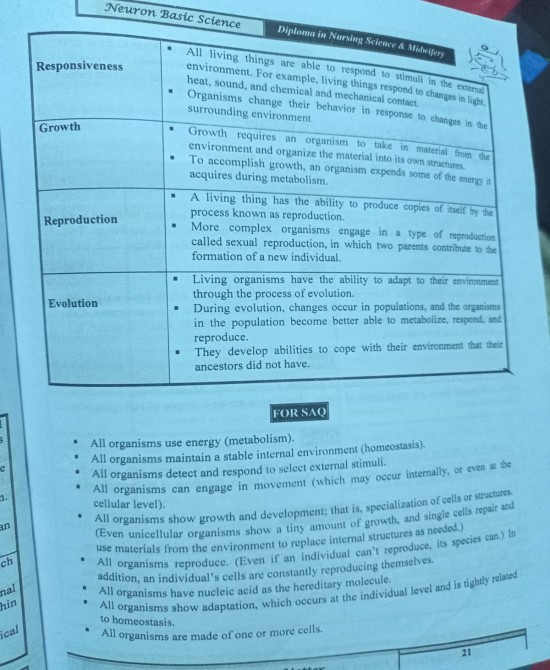 Neuron Basic Science
Diploma in Nursing Science & Midwifery
Responsiveness
▪ All living things are able to respond to stimuli in the external
environment. For example, living things respond to changes in light,
heat, sound, and chemical and mechanical contact.
▪ Organisms change their behavior in response to changes in the
surrounding environment
Growth
▪ Growth requires an organism to take in material from the
environment and organize the material into its own structures.
▪ To accomplish growth, an organism expends some of the energy it
acquires during metabolism.
Reproduction
▪ A living thing has the ability to produce copies of itself by the
process known as reproduction.
▪ More complex organisms engage in a type of reproduction
called sexual reproduction, in which two parents contribute to the
formation of a new individual.
Evolution
▪ Living organisms have the ability to adapt to their environment
through the process of evolution.
▪ During evolution, changes occur in populations, and the organisms
in the population become better able to metabolize, respond, and
reproduce.
▪ They develop abilities to cope with their environment that their
ancestors did not have.
FOR SAQ
▪ All organisms use energy (metabolism).
▪ All organisms maintain a stable internal environment (homeostasis).
▪ All organisms detect and respond to select external stimuli.
▪ All organisms can engage in movement (which may occur internally, or even at the
cellular level).
▪ All organisms show growth and development; that is, specialization of cells or structures.
(Even unicellular organisms show a tiny amount of growth, and single cells repair and
use materials from the environment to replace internal structures as needed.)
▪ All organisms reproduce. (Even if an individual can't reproduce, its species can.) In
addition, an individual's cells are constantly reproducing themselves.
▪ All organisms have nucleic acid as the hereditary molecule.
▪ All organisms show adaptation, which occurs at the individual level and is tightly related
to homeostasis.
▪ All organisms are made of one or more cells.
21